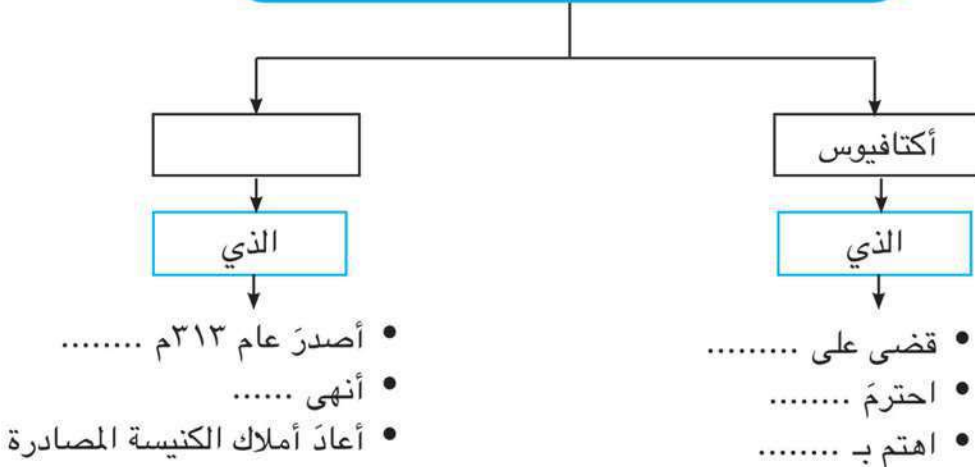 أكتافيوس
الذي
• قضى على .........
• احترمَ ........
• اهتم بـ ........
الذي
• أصدرَ عام ٣١٣م ........
• أنهى ......
• أعادَ أملاك الكنيسة المصادرة